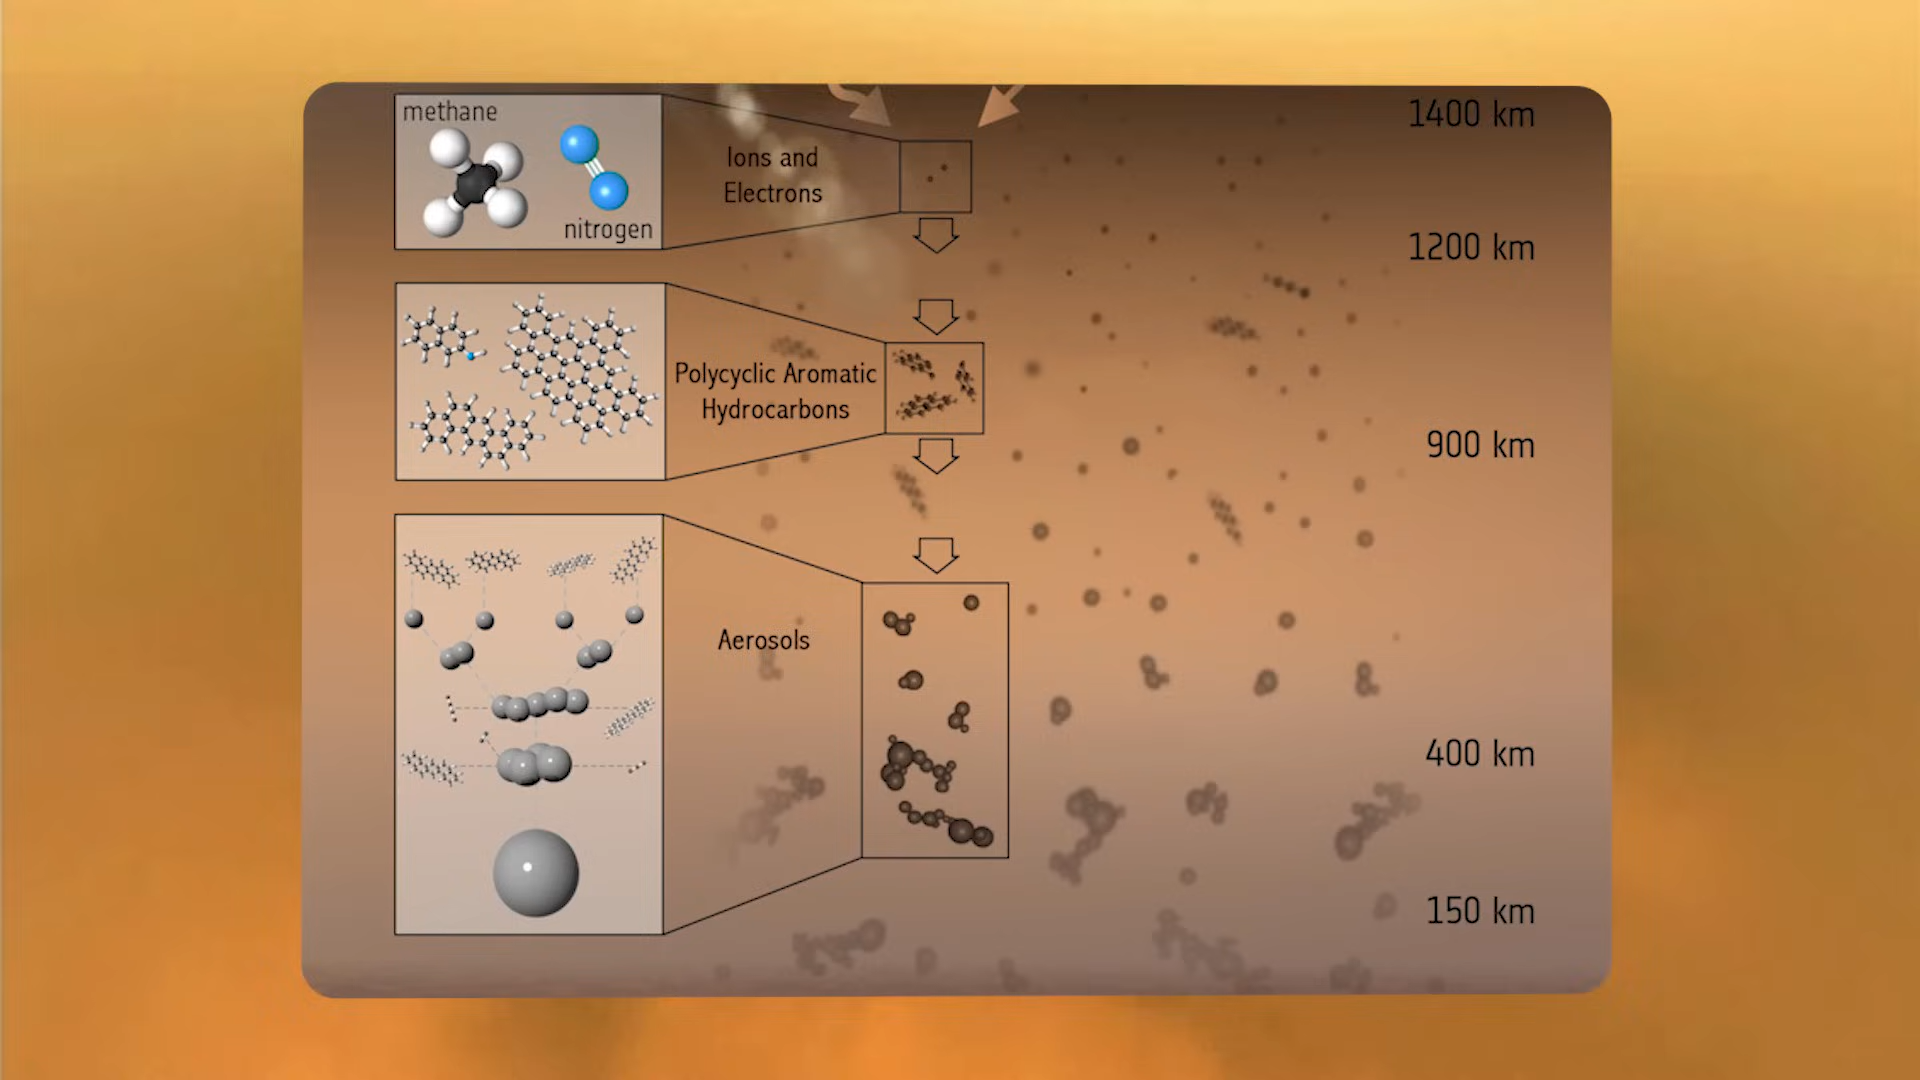 methane
nitrogen
Ions and
Electrons
1400 km
1200 km
Polycyclic Aromatic
Hydrocarbons
900 km
Aerosols
400 km
150 km